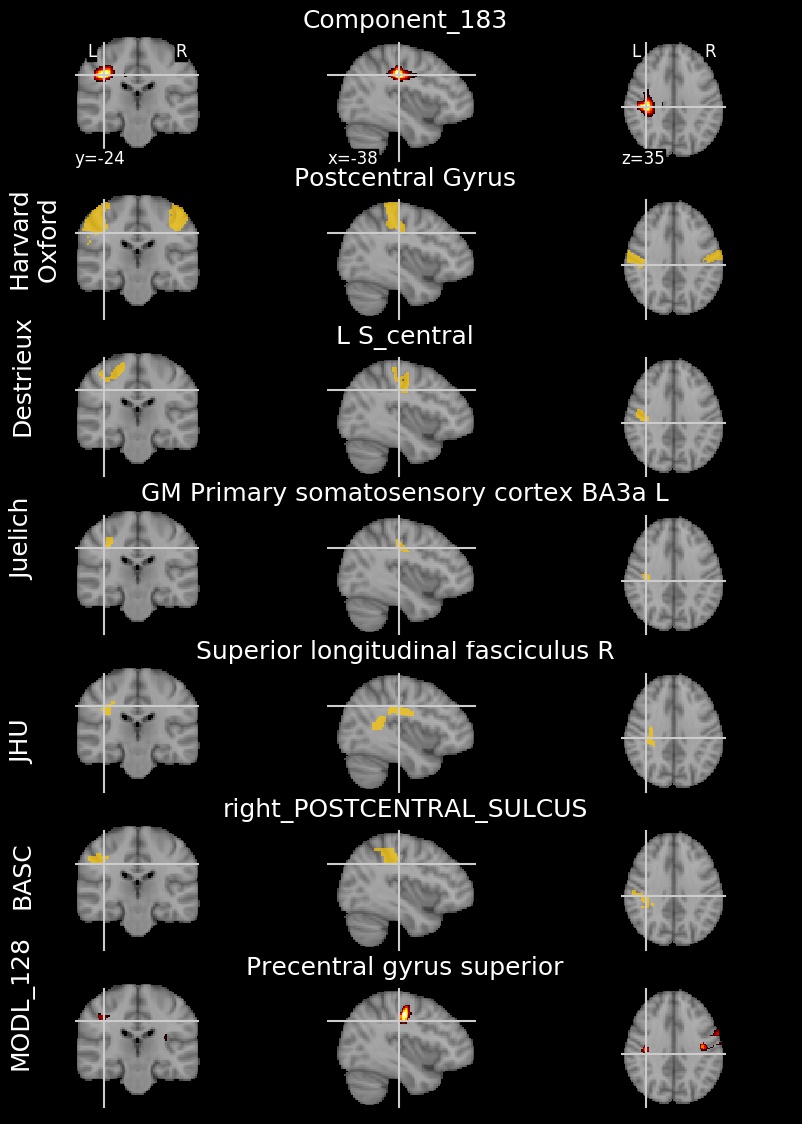 Component_183
L R
L R
y=-24
x=-38
z=35
Postcentral Gyrus
Harvard
Oxford
L S_central
Destrieux
GM Primary somatosensory cortex BA3a L
Juelich
Superior longitudinal fasciculus R
JHU
right_POSTCENTRAL_SULCUS
BASC
Precentral gyrus superior
MODL_128